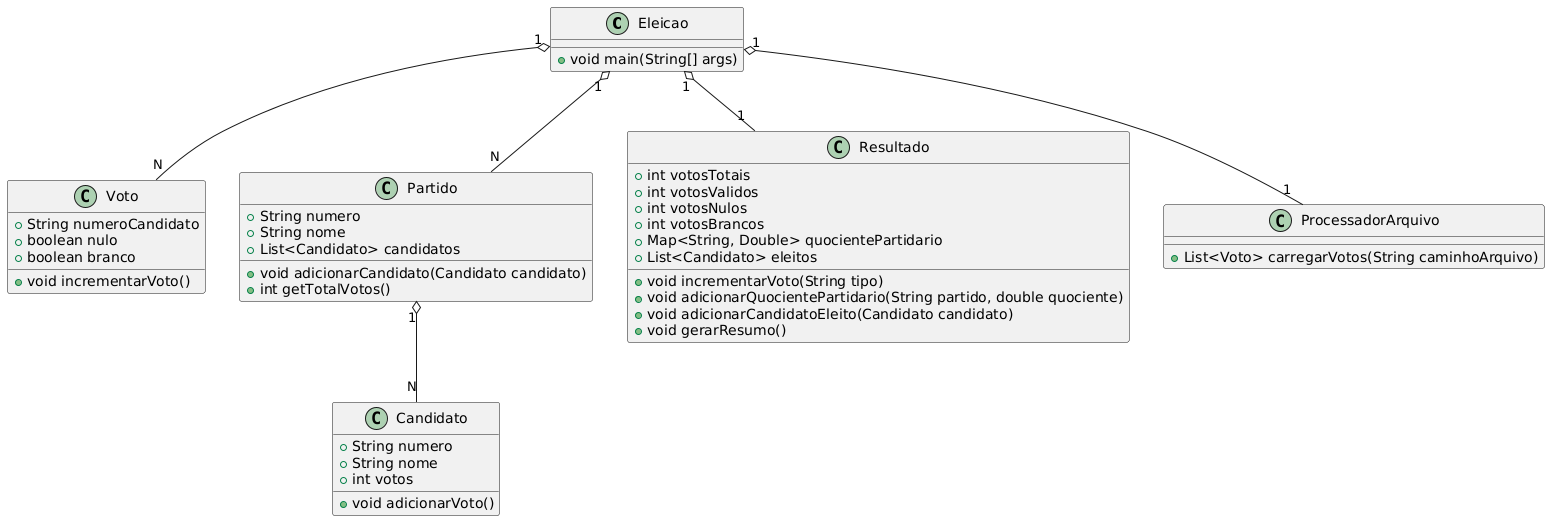 C Eleicao
void main(String[] args)
1
1
1
1
N
N
1
1
C Voto
String numeroCandidato
boolean nulo
boolean branco
void incrementarVoto()
C Partido
String numero
String nome
List<Candidato> candidatos
void adicionarCandidato(Candidato candidato)
int getTotalVotos()
C Resultado
int votosTotais
int votosValidos
int votosNulos
int votosBrancos
Map<String, Double> quocientePartidario
List<Candidato> eleitos
void incrementarVoto(String tipo)
void adicionarQuocientePartidario(String partido, double quociente)
void adicionarCandidatoEleito(Candidato candidato)
void gerarResumo()
C ProcessadorArquivo
List<Voto> carregarVotos(String caminhoArquivo)
1
N
C Candidato
String numero
String nome
int votos
void adicionarVoto()